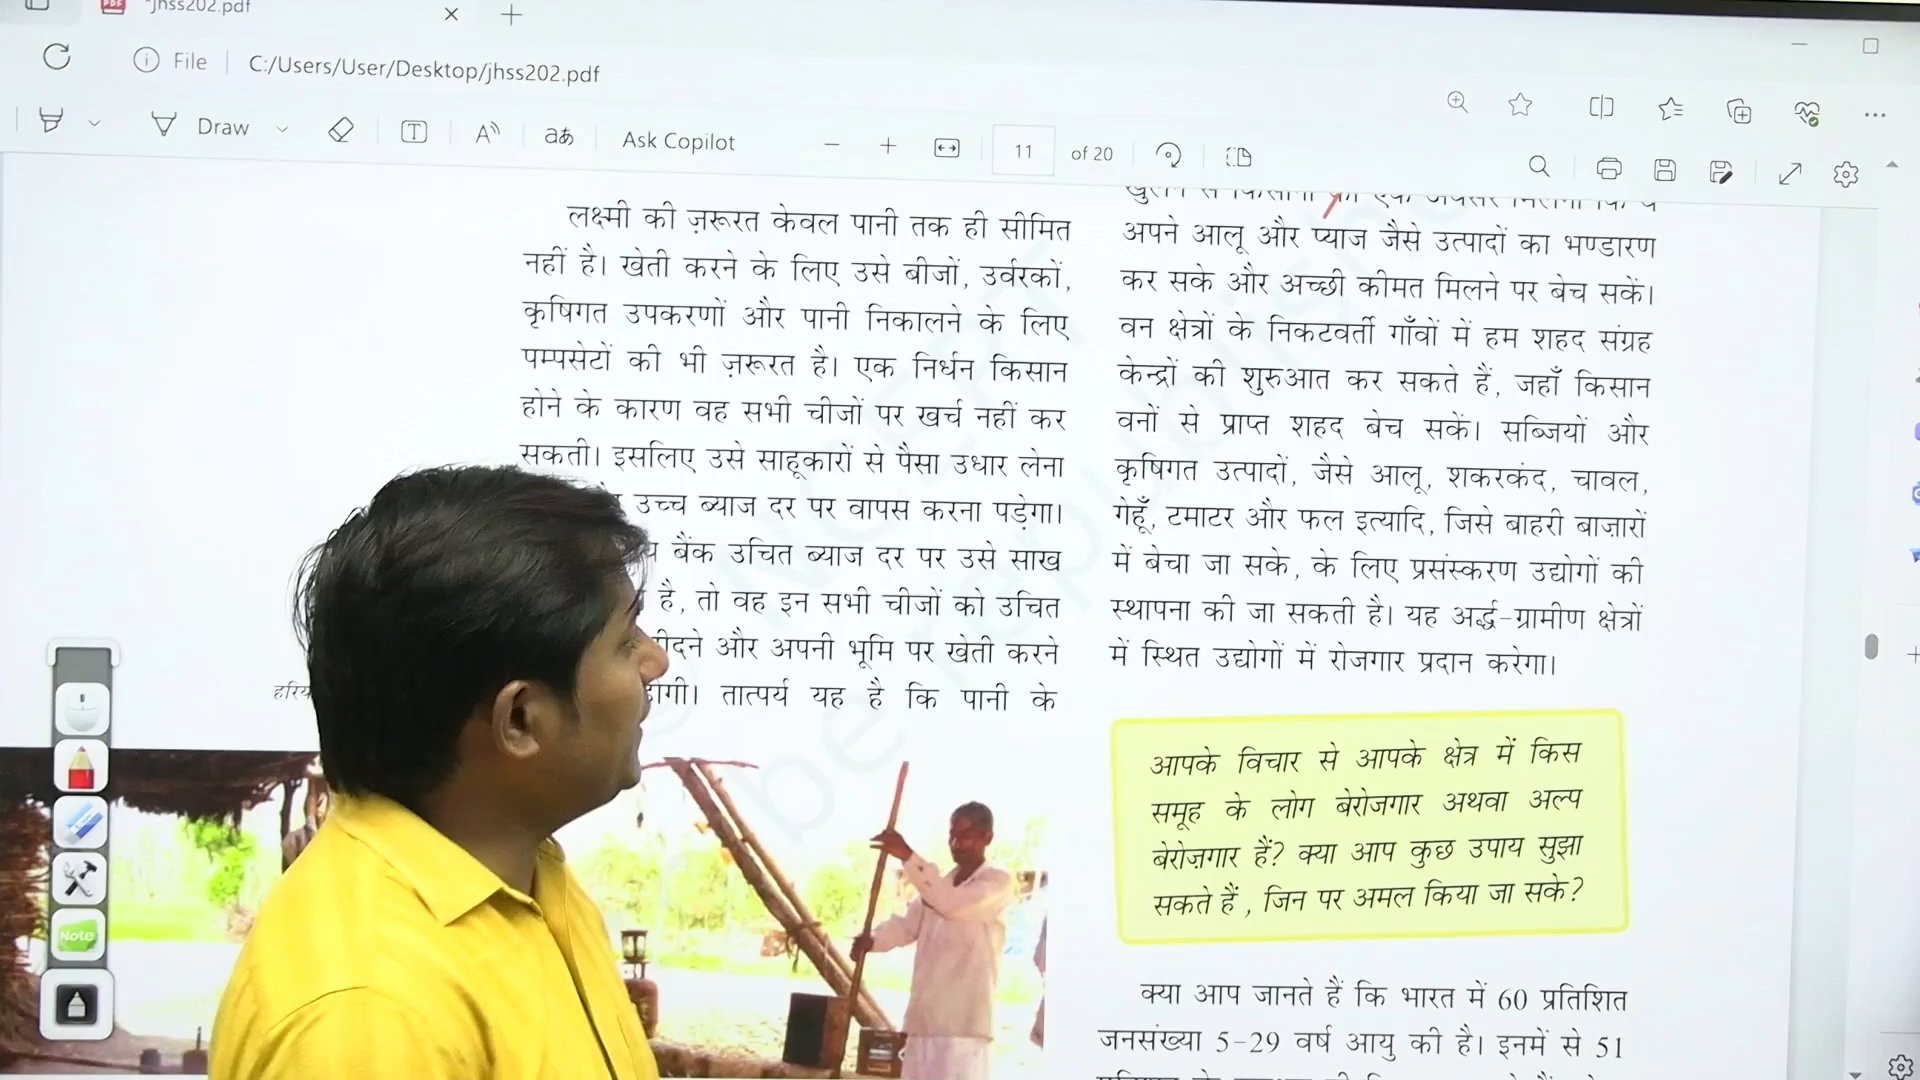 jhss202.pdf
File
C:/Users/User/Desktop/jhss202.pdf
Draw
aあ
Ask Copilot
11 of 20
लक्ष्मी की ज़रूरत केवल पानी तक ही सीमित
नहीं है। खेती करने के लिए उसे बीजों, उर्वरकों,
कृषिगत उपकरणों और पानी निकालने के लिए
पम्पसेटों की भी ज़रूरत है। एक निर्धन किसान
होने के कारण वह सभी चीजों पर खर्च नहीं कर
सकती। इसलिए उसे साहूकारों से पैसा उधार लेना
उच्च ब्याज दर पर वापस करना पड़ेगा।
बैंक उचित ब्याज दर पर उसे साख
है, तो वह इन सभी चीजों को उचित
और अपनी भूमि पर खेती करने
तात्पर्य यह है कि पानी के
अपने आलू और प्याज जैसे उत्पादों का भण्डारण
कर सके और अच्छी कीमत मिलने पर बेच सकें।
वन क्षेत्रों के निकटवर्ती गाँवों में हम शहद संग्रह
केन्द्रों की शुरुआत कर सकते हैं, जहाँ किसान
वनों से प्राप्त शहद बेच सकें। सब्जियों और
कृषिगत उत्पादों, जैसे आलू, शकरकंद, चावल,
गेहूँ, टमाटर और फल इत्यादि, जिसे बाहरी बाज़ारों
में बेचा जा सके, के लिए प्रसंस्करण उद्योगों की
स्थापना की जा सकती है। यह अर्द्ध-ग्रामीण क्षेत्रों
में स्थित उद्योगों में रोजगार प्रदान करेगा।
आपके विचार से आपके क्षेत्र में किस
समूह के लोग बेरोजगार अथवा अल्प
बेरोज़गार हैं? क्या आप कुछ उपाय सुझा
सकते हैं, जिन पर अमल किया जा सके?
क्या आप जानते हैं कि भारत में 60 प्रतिशित
जनसंख्या 5-29 वर्ष आयु की है। इनमें से 51
Note